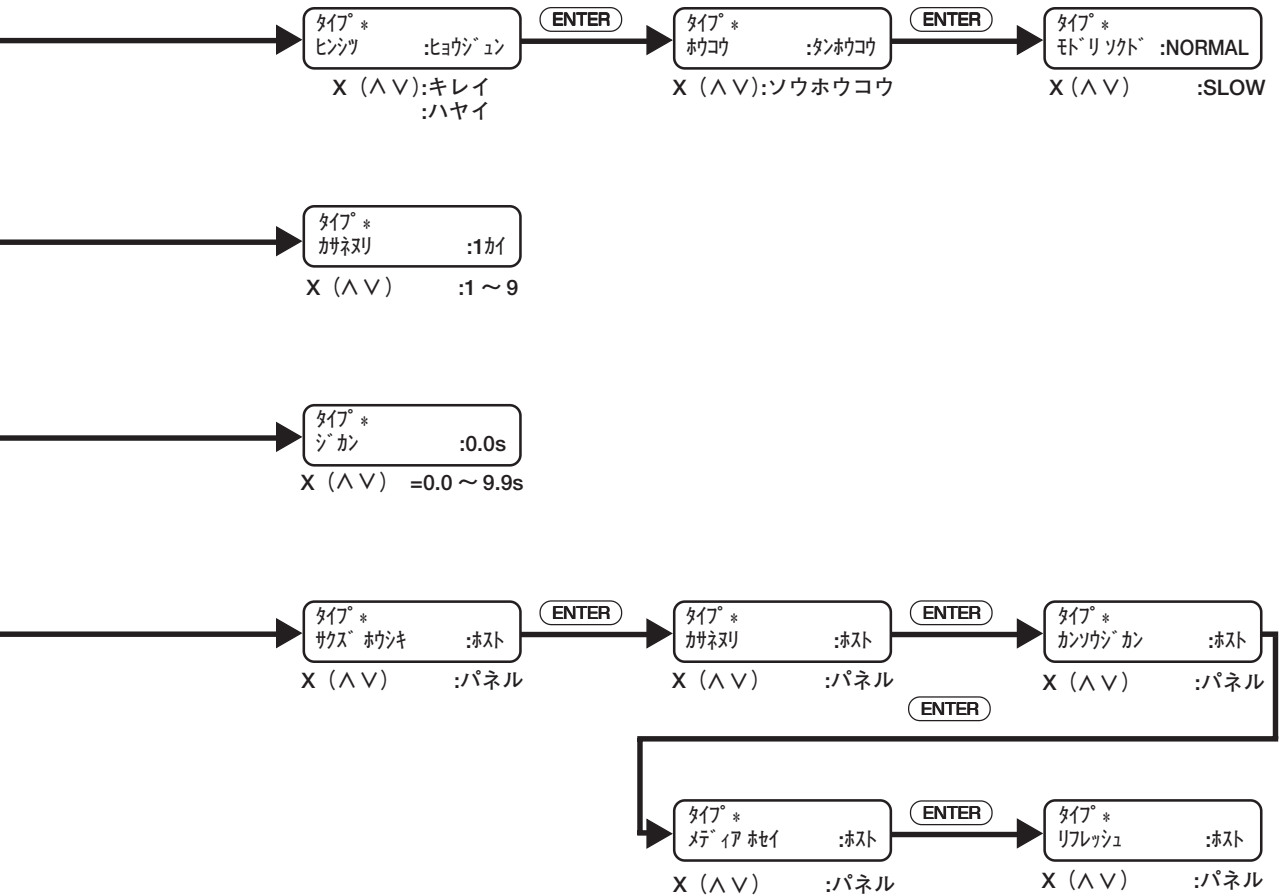 ﾀｲﾌﾟ *
ﾋﾝｼﾂ :ﾋｮｳｼﾞｭﾝ
X（∧∨）:キレイ
:ハヤイ
ENTER
ﾀｲﾌﾟ *
ﾎｳｺｳ :ﾀﾝﾎｳｺｳ
X（∧∨）:ソウホウコウ
ENTER
ﾀｲﾌﾟ *
ﾓﾄﾞﾘ ｿｸﾄﾞ :NORMAL
X（∧∨） :SLOW
ﾀｲﾌﾟ *
ｶｻﾈﾇﾘ :1ｶｲ
X（∧∨） :1～9
ﾀｲﾌﾟ *
ｼﾞｶﾝ :0.0s
X（∧∨） =0.0～9.9s
ﾀｲﾌﾟ *
ｻｸｽﾞ ﾎｳｼｷ :ﾎｽﾄ
X（∧∨） :パネル
ENTER
ﾀｲﾌﾟ *
ｶｻﾈﾇﾘ :ﾎｽﾄ
X（∧∨） :パネル
ENTER
ﾀｲﾌﾟ *
ｶﾝｿｳｼﾞｶﾝ :ﾎｽﾄ
X（∧∨） :パネル
ENTER
ﾀｲﾌﾟ *
ﾒﾃﾞｨｱ ﾎｾｲ :ﾎｽﾄ
X（∧∨） :パネル
ENTER
ﾀｲﾌﾟ *
ﾘﾌﾚｯｼｭ :ﾎｽﾄ
X（∧∨） :パネル